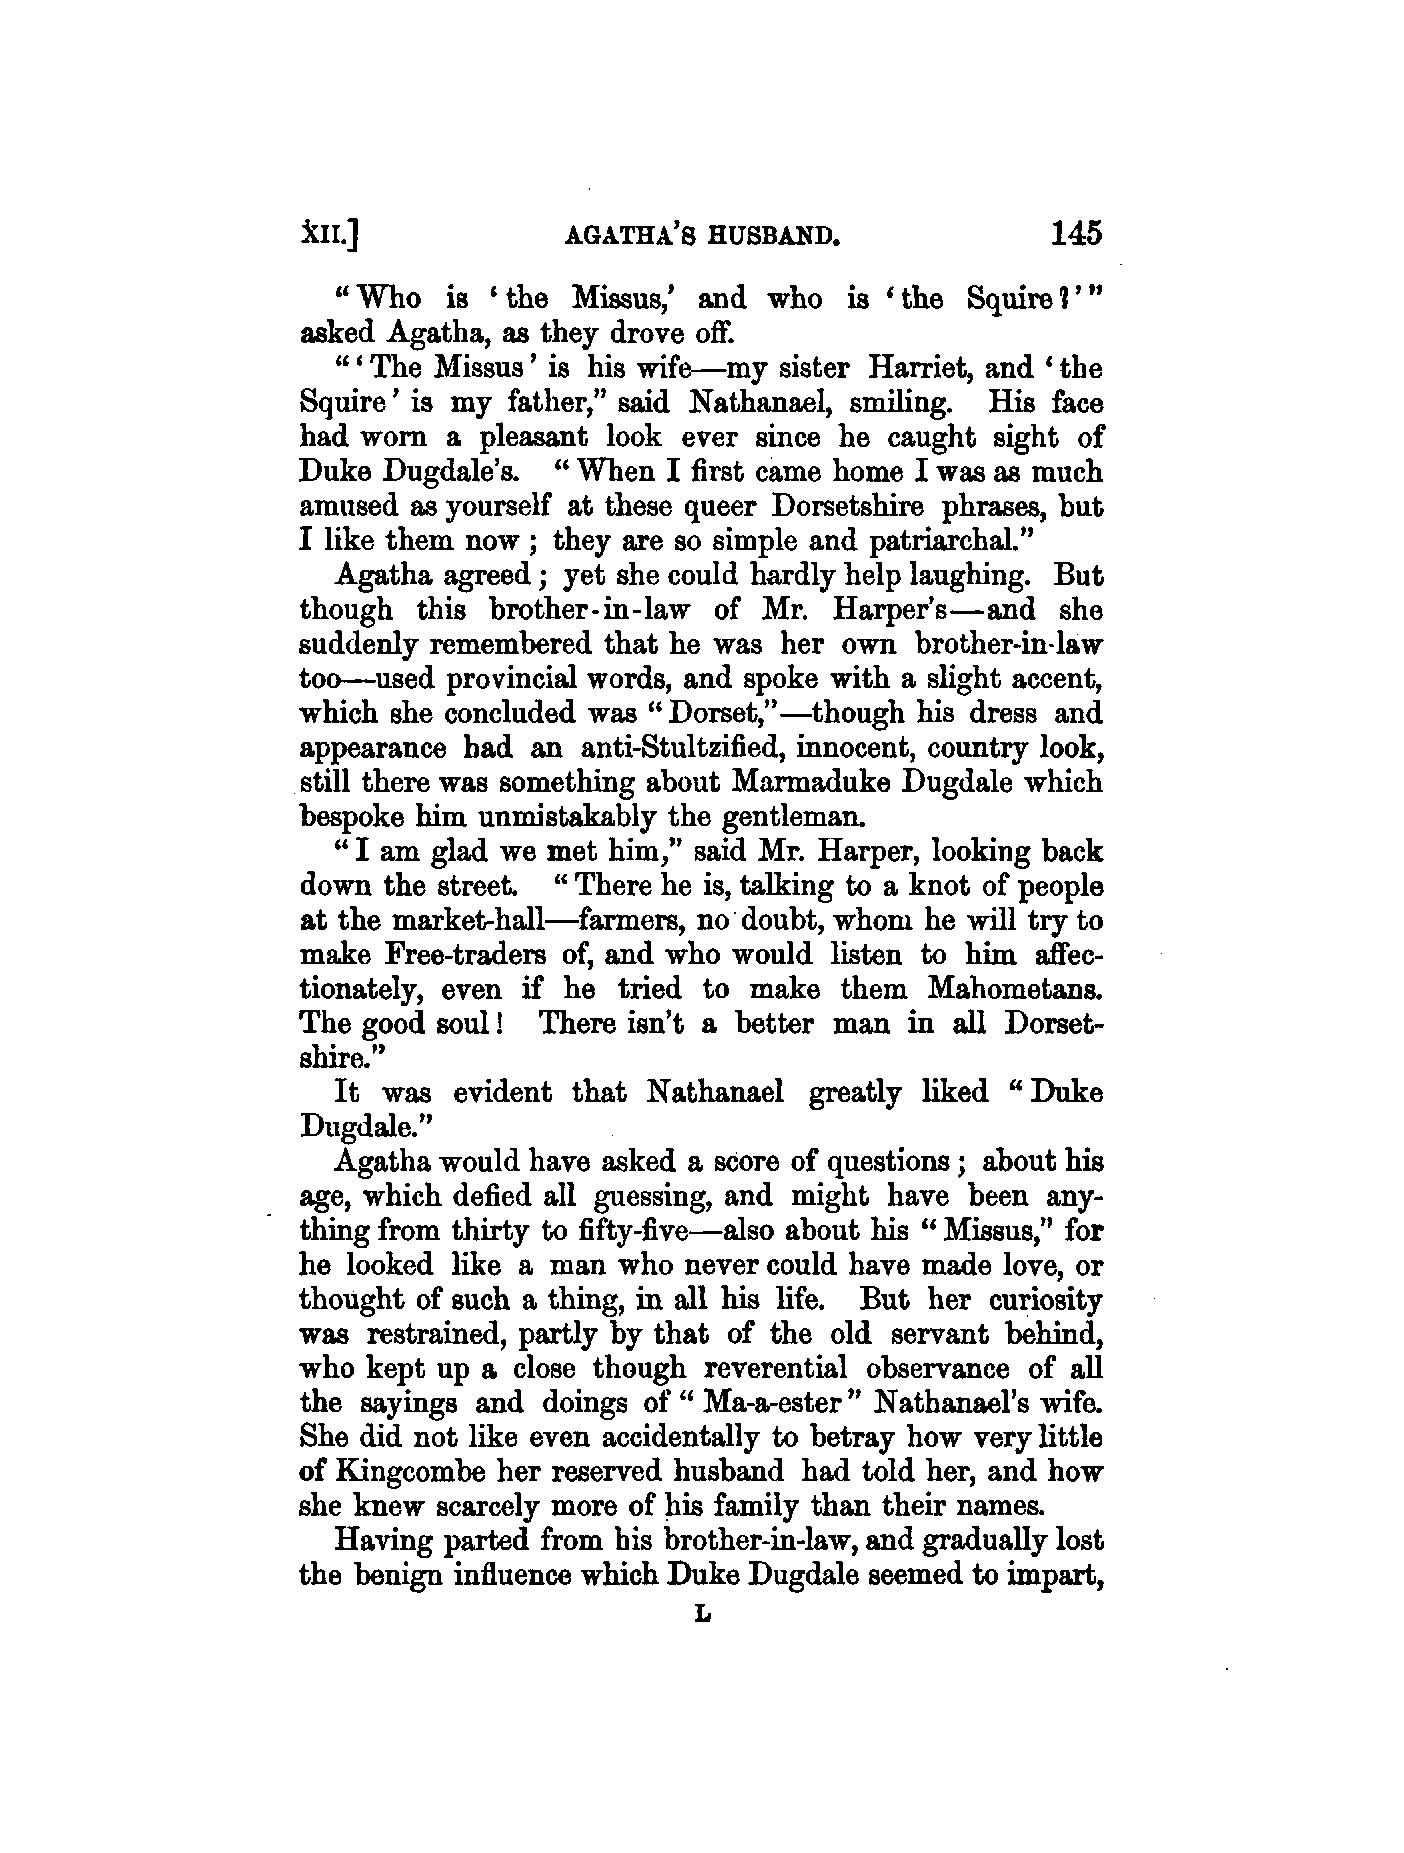 XII.] AGATHA'S HUSBAND. 145
"Who is 'the Missus,' and who is 'the Squire?'"
asked Agatha, as they drove off.
"'The Missus' is his wife—my sister Harriet, and 'the
Squire' is my father," said Nathanael, smiling. His face
had worn a pleasant look ever since he caught sight of
Duke Dugdale's. "When I first came home I was as much
amused as yourself at these queer Dorsetshire phrases, but
I like them now; they are so simple and patriarchal."
Agatha agreed; yet she could hardly help laughing. But
though this brother-in-law of Mr. Harper's—and she
suddenly remembered that he was her own brother-in-law
too—used provincial words, and spoke with a slight accent,
which she concluded was "Dorset,"—though his dress and
appearance had an anti-Stultzified, innocent, country look,
still there was something about Marmaduke Dugdale which
bespoke him unmistakably the gentleman.
"I am glad we met him," said Mr. Harper, looking back
down the street. "There he is, talking to a knot of people
at the market-hall—farmers, no doubt, whom he will try to
make Free-traders of, and who would listen to him affec-
tionately, even if he tried to make them Mahometans.
The good soul! There isn't a better man in all Dorset-
shire."
It was evident that Nathanael greatly liked "Duke
Dugdale."
Agatha would have asked a score of questions; about his
age, which defied all guessing, and might have been any-
thing from thirty to fifty-five—also about his "Missus," for
he looked like a man who never could have made love, or
thought of such a thing, in all his life. But her curiosity
was restrained, partly by that of the old servant behind,
who kept up a close though reverential observance of all
the sayings and doings of "Ma-a-ester" Nathanael's wife.
She did not like even accidentally to betray how very little
of Kingcombe her reserved husband had told her, and how
she knew scarcely more of his family than their names.
Having parted from his brother-in-law, and gradually lost
the benign influence which Duke Dugdale seemed to impart,
L